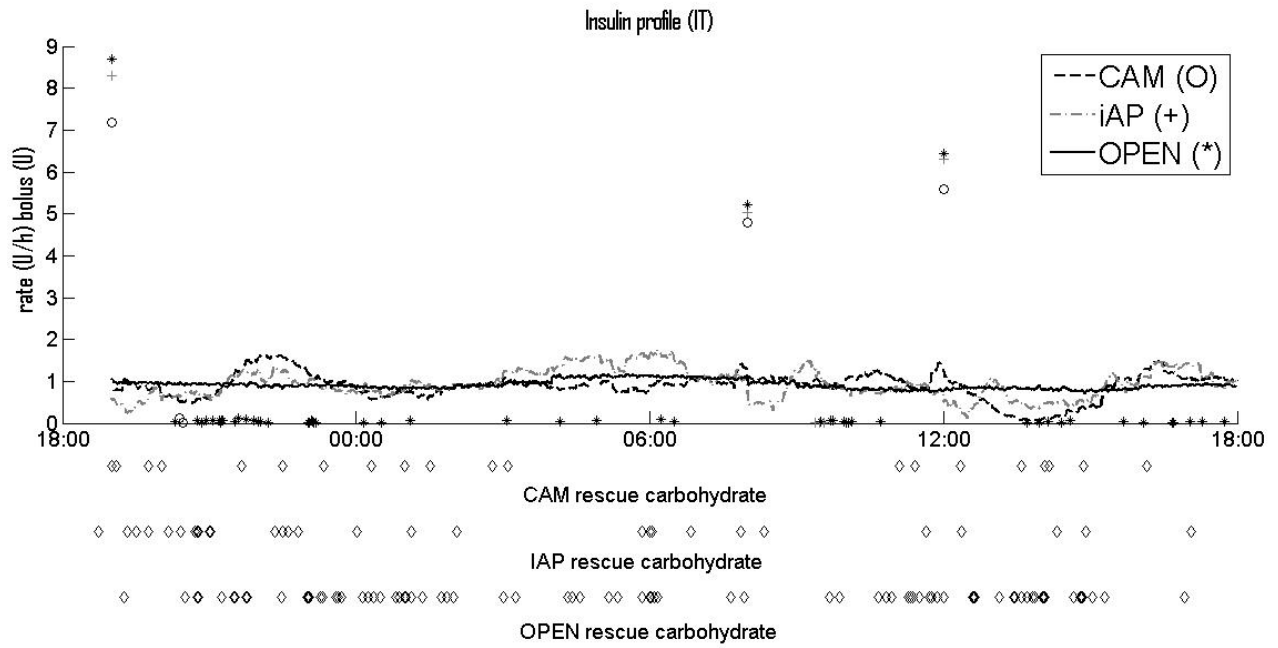 Insulin profile (IT)
9
8
7
6
5
4
3
2
1
0
rate (U/h) bolus (U)
CAM (O)
iAP (+)
OPEN (*)
18:00 00:00 06:00 12:00 18:00
CAM rescue carbohydrate
IAP rescue carbohydrate
OPEN rescue carbohydrate